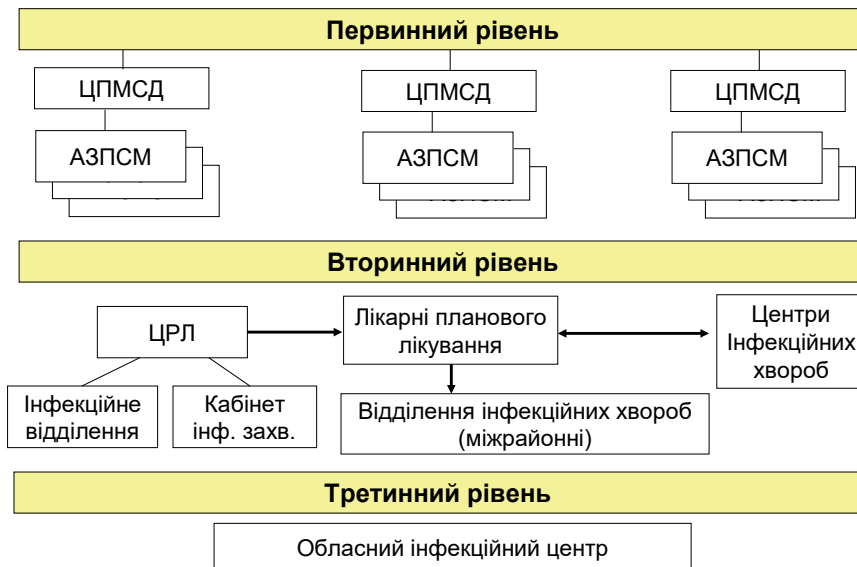 Первинний рівень
ЦПМСД
ЦПМСД
ЦПМСД
АЗПСМ
АЗПСМ
АЗПСМ
Вторинний рівень
ЦРЛ
Лікарні планового
лікування
Центри
Інфекційних
хвороб
Інфекційне
відділення
Кабінет
інф. захв.
Відділення інфекційних хвороб
(міжрайонні)
Третинний рівень
Обласний інфекційний центр